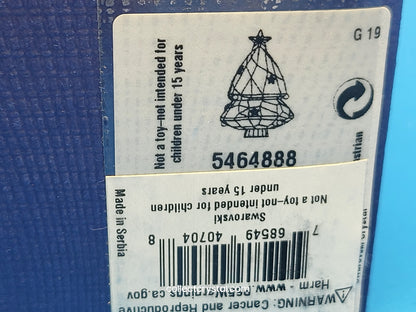 G 19
Not a toy–not intended for
children under 15 years
5464888
strian
Made in Serbia
⚠WARNING: Cancer and Reproductive
Harm - www.P65Warnings.ca.gov
7 68549 40704 8
Swarovski
Not a toy–not intended for children
under 15 years